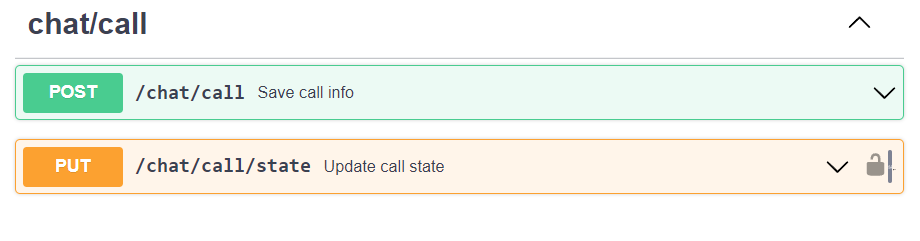 chat/call
POST /chat/call Save call info
PUT /chat/call/state Update call state